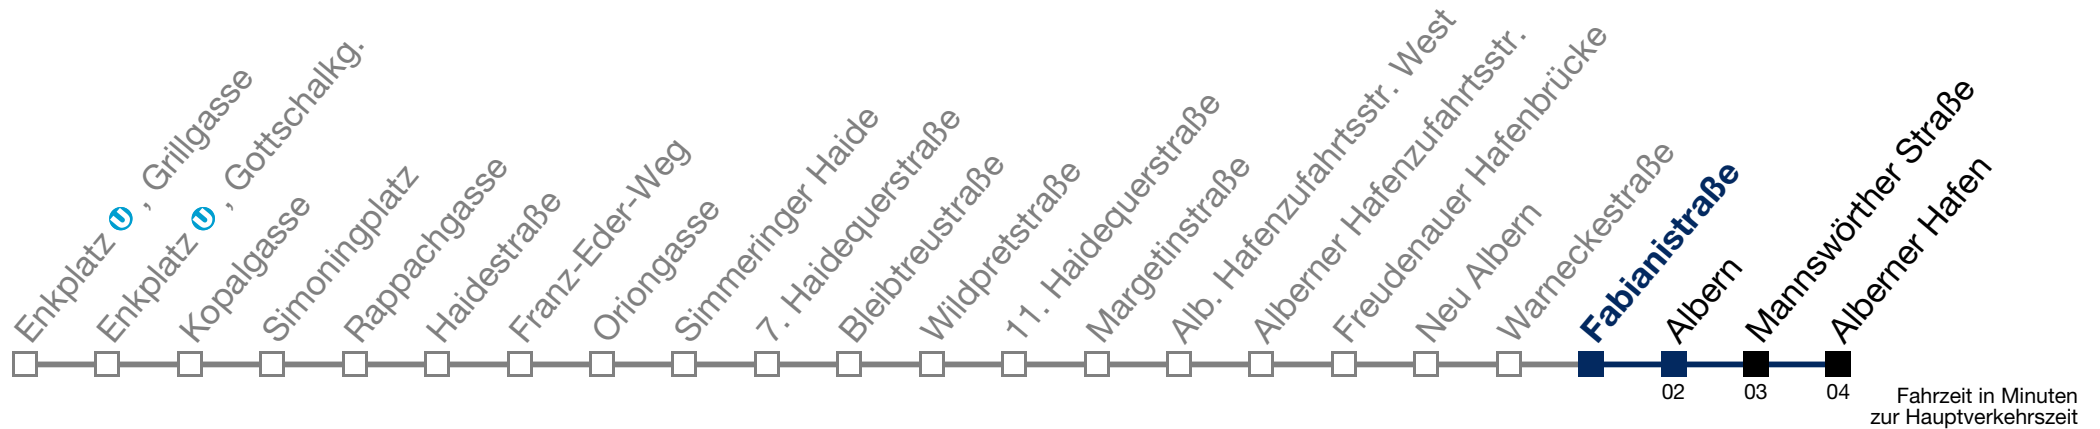 Enkplatz U, Grillgasse
Enkplatz U, Gottschalkg.
Kopalgasse
Simoningplatz
Rappachgasse
Haidestraße
Franz-Eder-Weg
Oriongasse
Simmeringer Haide
7. Haidequerstraße
Bleibtreustraße
Wildpretstraße
11. Haidequerstraße
Margetinstraße
Alb. Hafenzufahrtsstr. West
Alberner Hafenzufahrtsstr.
Freudenauer Hafenbrücke
Neu Albern
Warneckestraße
Fabianistraße
Albern
Mannswörther Straße
Alberner Hafen
02
03
04
Fahrzeit in Minuten
zur Hauptverkehrszeit